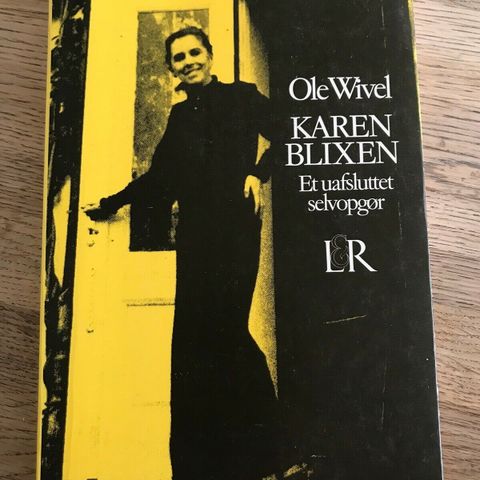 Ole Wivel
KAREN
BLIXEN
Et uafsluttet
selvopgør
L&R